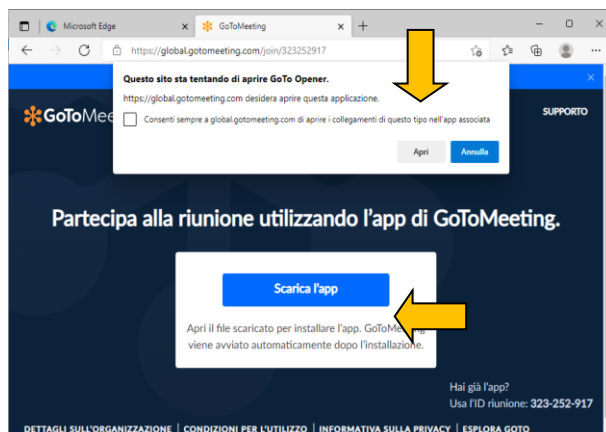 Microsoft Edge
GoToMeeting
https://global.gotomeeting.com/join/323252917
Questo sito sta tentando di aprire GoTo Opener.
https://global.gotomeeting.com desidera aprire questa applicazione.
Consenti sempre a global.gotomeeting.com di aprire i collegamenti di questo tipo nell'app associata
Apri Annulla
GoToMee
SUPPORTO
Partecipa alla riunione utilizzando l'app di GoToMeeting.
Scarica l'app
Apri il file scaricato per installare l'app. GoToMeeting
viene avviato automaticamente dopo l'installazione.
Hai già l'app?
Usa l'ID riunione: 323-252-917
DETTAGLI SULL'ORGANIZZAZIONE | CONDIZIONI PER L'UTILIZZO | INFORMATIVA SULLA PRIVACY | ESPLORA GOTO